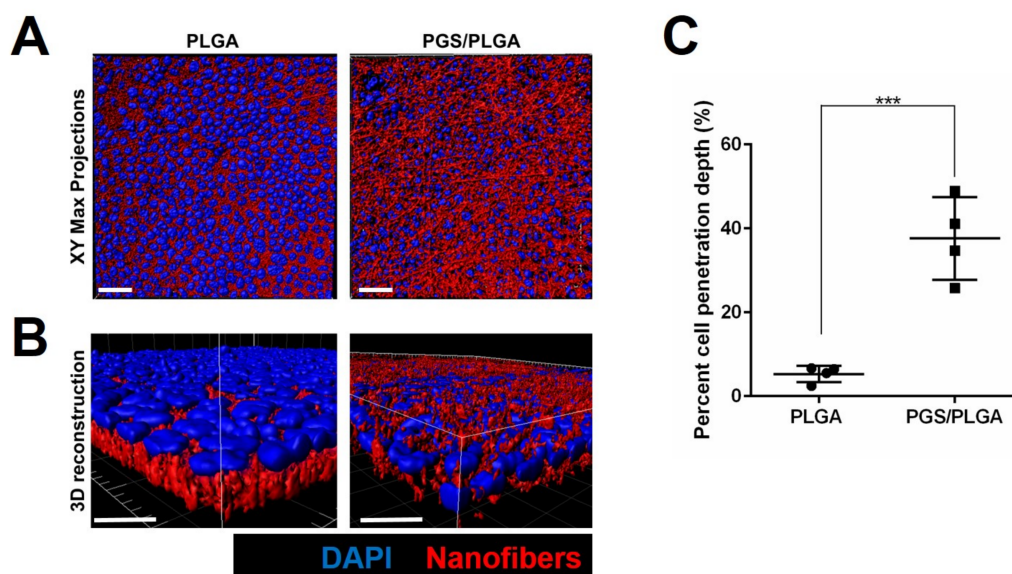 A
PLGA
PGS/PLGA
XY Max Projections
B
3D reconstruction
DAPI Nanofibers
C
***
Percent cell penetration depth (%)
60
40
20
0
PLGA
PGS/PLGA